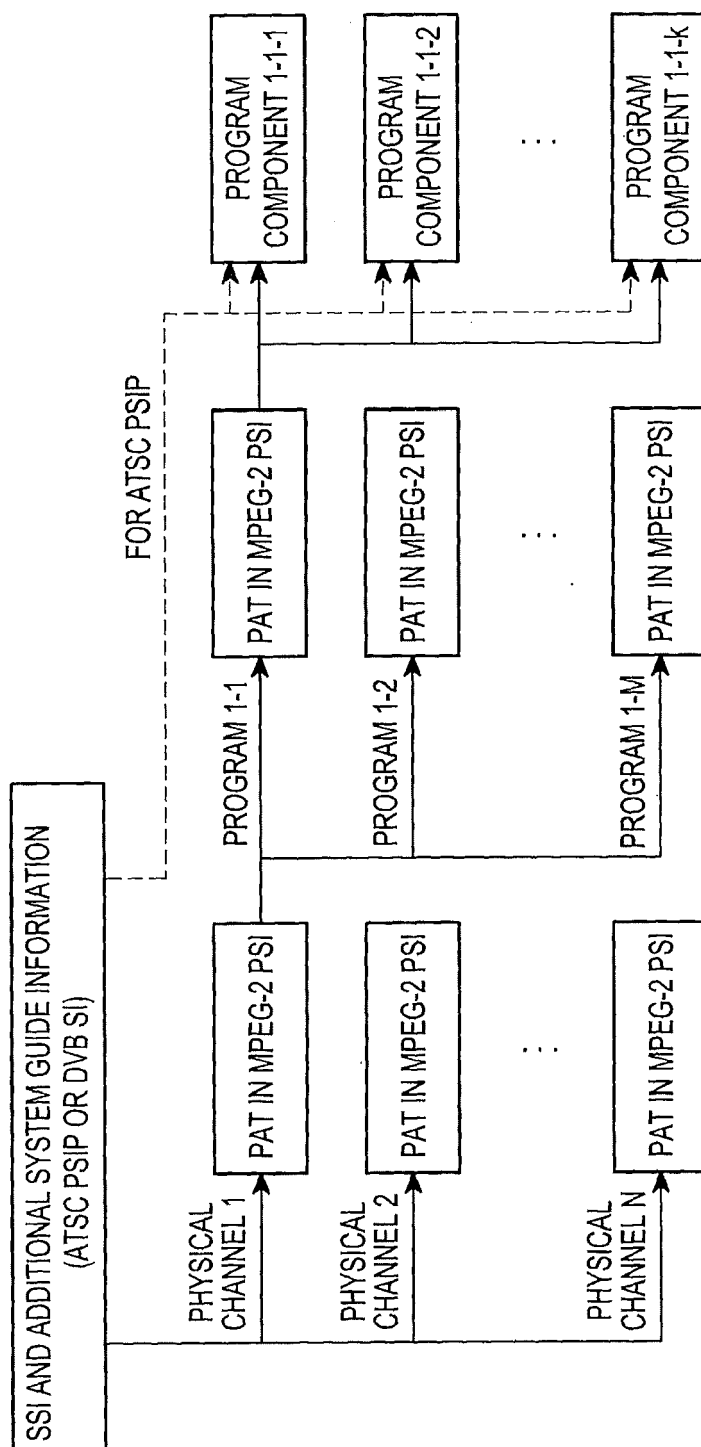 SSI AND ADDITIONAL SYSTEM GUIDE INFORMATION
(ATSC PSIP OR DVB SI)
FOR ATSC PSIP
PHYSICAL
CHANNEL 1
PAT IN MPEG-2 PSI
PROGRAM 1-1
PAT IN MPEG-2 PSI
PROGRAM
COMPONENT 1-1-1
PHYSICAL
CHANNEL 2
PAT IN MPEG-2 PSI
PROGRAM 1-2
PAT IN MPEG-2 PSI
PROGRAM
COMPONENT 1-1-2
...
...
...
PHYSICAL
CHANNEL N
PAT IN MPEG-2 PSI
PROGRAM 1-M
PAT IN MPEG-2 PSI
PROGRAM
COMPONENT 1-1-k